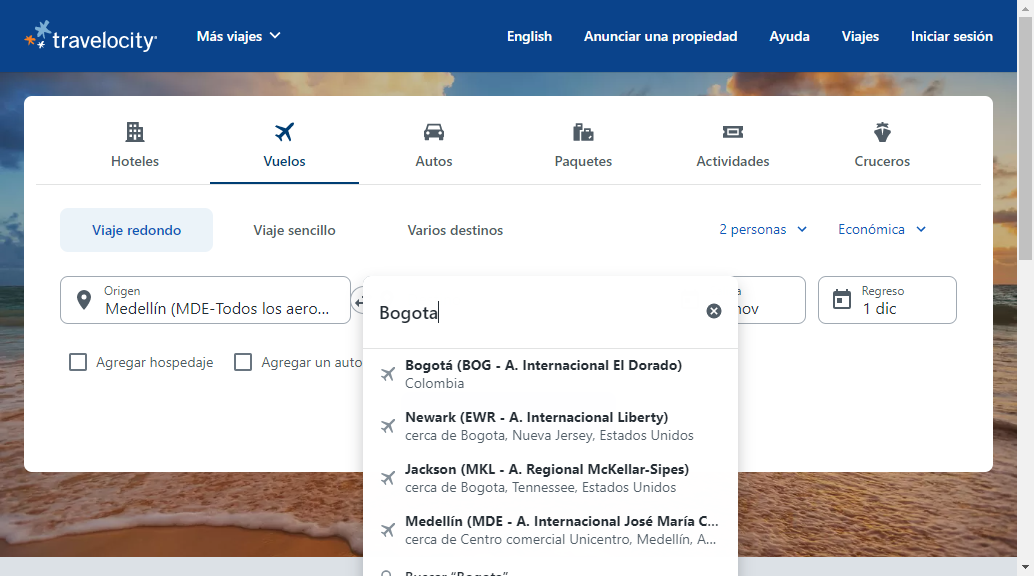 travelocity
Más viajes
English
Anunciar una propiedad
Ayuda
Viajes
Iniciar sesión
Hoteles
Vuelos
Autos
Paquetes
Actividades
Cruceros
Viaje redondo
Viaje sencillo
Varios destinos
2 personas
Económica
Origen
Medellín (MDE-Todos los aero...
Bogota
Regreso
1 dic
Agregar hospedaje
Agregar un auto
Bogotá (BOG - A. Internacional El Dorado)
Colombia
Newark (EWR - A. Internacional Liberty)
cerca de Bogota, Nueva Jersey, Estados Unidos
Jackson (MKL - A. Regional McKellar-Sipes)
cerca de Bogota, Tennessee, Estados Unidos
Medellín (MDE - A. Internacional José María C...
cerca de Centro comercial Unicentro, Medellín, A...
Buscar "Bogota"